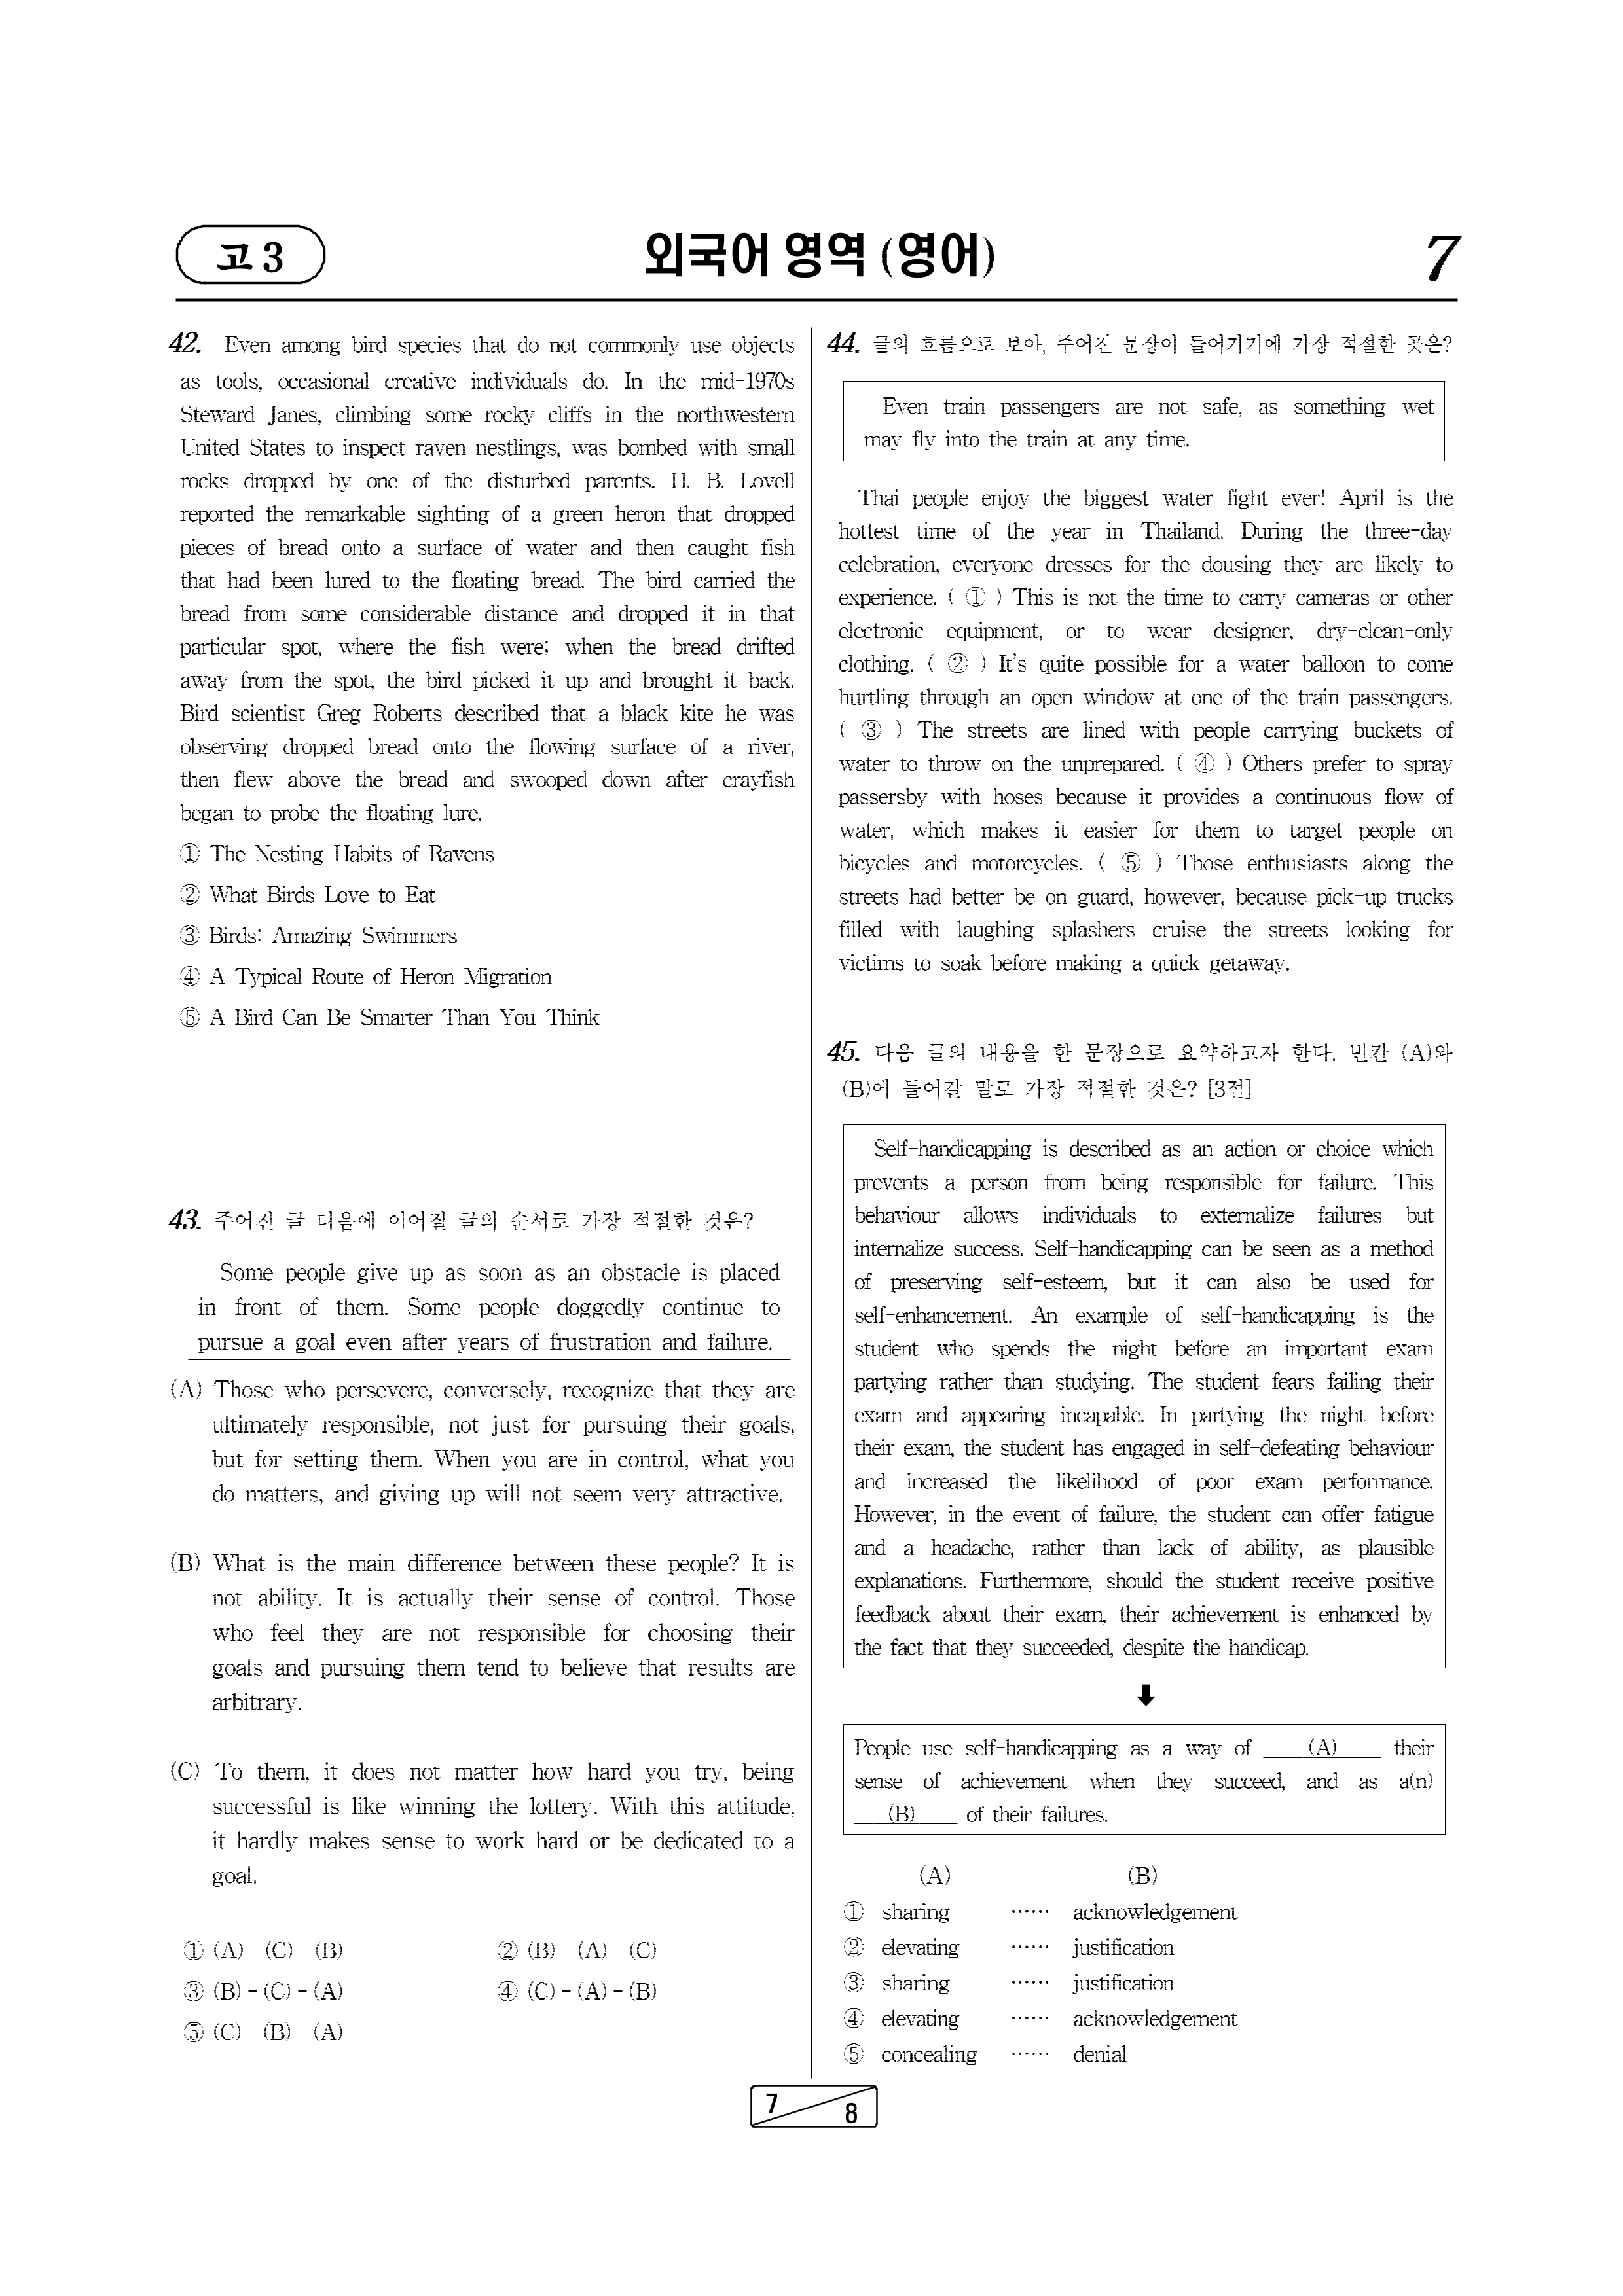 고 3
외국어 영역 (영어)
7
42. Even among bird species that do not commonly use objects
as tools, occasional creative individuals do. In the mid-1970s
Steward Janes, climbing some rocky cliffs in the northwestern
United States to inspect raven nestlings, was bombed with small
rocks dropped by one of the disturbed parents. H. B. Lovell
reported the remarkable sighting of a green heron that dropped
pieces of bread onto a surface of water and then caught fish
that had been lured to the floating bread. The bird carried the
bread from some considerable distance and dropped it in that
particular spot, where the fish were; when the bread drifted
away from the spot, the bird picked it up and brought it back.
Bird scientist Greg Roberts described that a black kite he was
observing dropped bread onto the flowing surface of a river,
then flew above the bread and swooped down after crayfish
began to probe the floating lure.
① The Nesting Habits of Ravens
② What Birds Love to Eat
③ Birds: Amazing Swimmers
④ A Typical Route of Heron Migration
⑤ A Bird Can Be Smarter Than You Think
43. 주어진 글 다음에 이어질 글의 순서로 가장 적절한 것은?
Some people give up as soon as an obstacle is placed
in front of them. Some people doggedly continue to
pursue a goal even after years of frustration and failure.
(A) Those who persevere, conversely, recognize that they are
ultimately responsible, not just for pursuing their goals,
but for setting them. When you are in control, what you
do matters, and giving up will not seem very attractive.
(B) What is the main difference between these people? It is
not ability. It is actually their sense of control. Those
who feel they are not responsible for choosing their
goals and pursuing them tend to believe that results are
arbitrary.
(C) To them, it does not matter how hard you try, being
successful is like winning the lottery. With this attitude,
it hardly makes sense to work hard or be dedicated to a
goal.
① (A) - (C) - (B) ② (B) - (A) - (C)
③ (B) - (C) - (A) ④ (C) - (A) - (B)
⑤ (C) - (B) - (A)
44. 글의 흐름으로 보아, 주어진 문장이 들어가기에 가장 적절한 곳은?
Even train passengers are not safe, as something wet
may fly into the train at any time.
Thai people enjoy the biggest water fight ever! April is the
hottest time of the year in Thailand. During the three-day
celebration, everyone dresses for the dousing they are likely to
experience. ( ① ) This is not the time to carry cameras or other
electronic equipment, or to wear designer, dry-clean-only
clothing. ( ② ) It's quite possible for a water balloon to come
hurtling through an open window at one of the train passengers.
( ③ ) The streets are lined with people carrying buckets of
water to throw on the unprepared. ( ④ ) Others prefer to spray
passersby with hoses because it provides a continuous flow of
water, which makes it easier for them to target people on
bicycles and motorcycles. ( ⑤ ) Those enthusiasts along the
streets had better be on guard, however, because pick-up trucks
filled with laughing splashers cruise the streets looking for
victims to soak before making a quick getaway.
45. 다음 글의 내용을 한 문장으로 요약하고자 한다. 빈칸 (A)와
(B)에 들어갈 말로 가장 적절한 것은? [3점]
Self-handicapping is described as an action or choice which
prevents a person from being responsible for failure. This
behaviour allows individuals to externalize failures but
internalize success. Self-handicapping can be seen as a method
of preserving self-esteem, but it can also be used for
self-enhancement. An example of self-handicapping is the
student who spends the night before an important exam
partying rather than studying. The student fears failing their
exam and appearing incapable. In partying the night before
their exam, the student has engaged in self-defeating behaviour
and increased the likelihood of poor exam performance.
However, in the event of failure, the student can offer fatigue
and a headache, rather than lack of ability, as plausible
explanations. Furthermore, should the student receive positive
feedback about their exam, their achievement is enhanced by
the fact that they succeeded, despite the handicap.
People use self-handicapping as a way of ____(A)____ their
sense of achievement when they succeed, and as a(n)
____(B)____ of their failures.
(A) (B)
① sharing ······ acknowledgement
② elevating ······ justification
③ sharing ······ justification
④ elevating ······ acknowledgement
⑤ concealing ······ denial
7
8